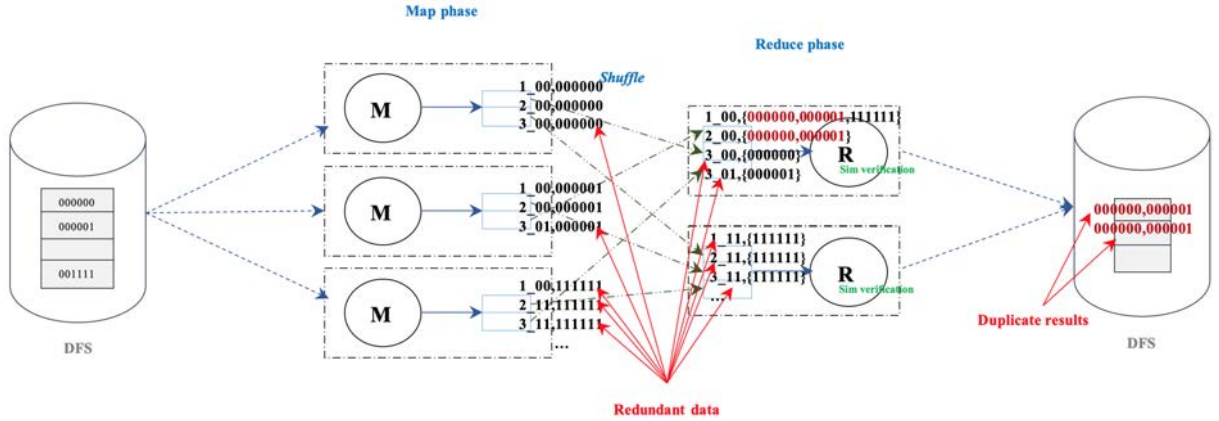 Map phase
Reduce phase
Shuffle
000000
000001
001111
DFS
M
1_00,000000
2_00,000000
3_00,000000
M
1_00,000001
2_00,000001
3_01,000001
M
1_00,111111
2_11,111111
3_11,111111
...
1_00,{000000,000001,111111}
2_00,{000000,000001}
3_00,{000000}
3_01,{000001}
R
Sim verification
1_11,{111111}
2_11,{111111}
3_11,{111111}
...
R
Sim verification
000000,000001
000000,000001
Duplicate results
DFS
Redundant data